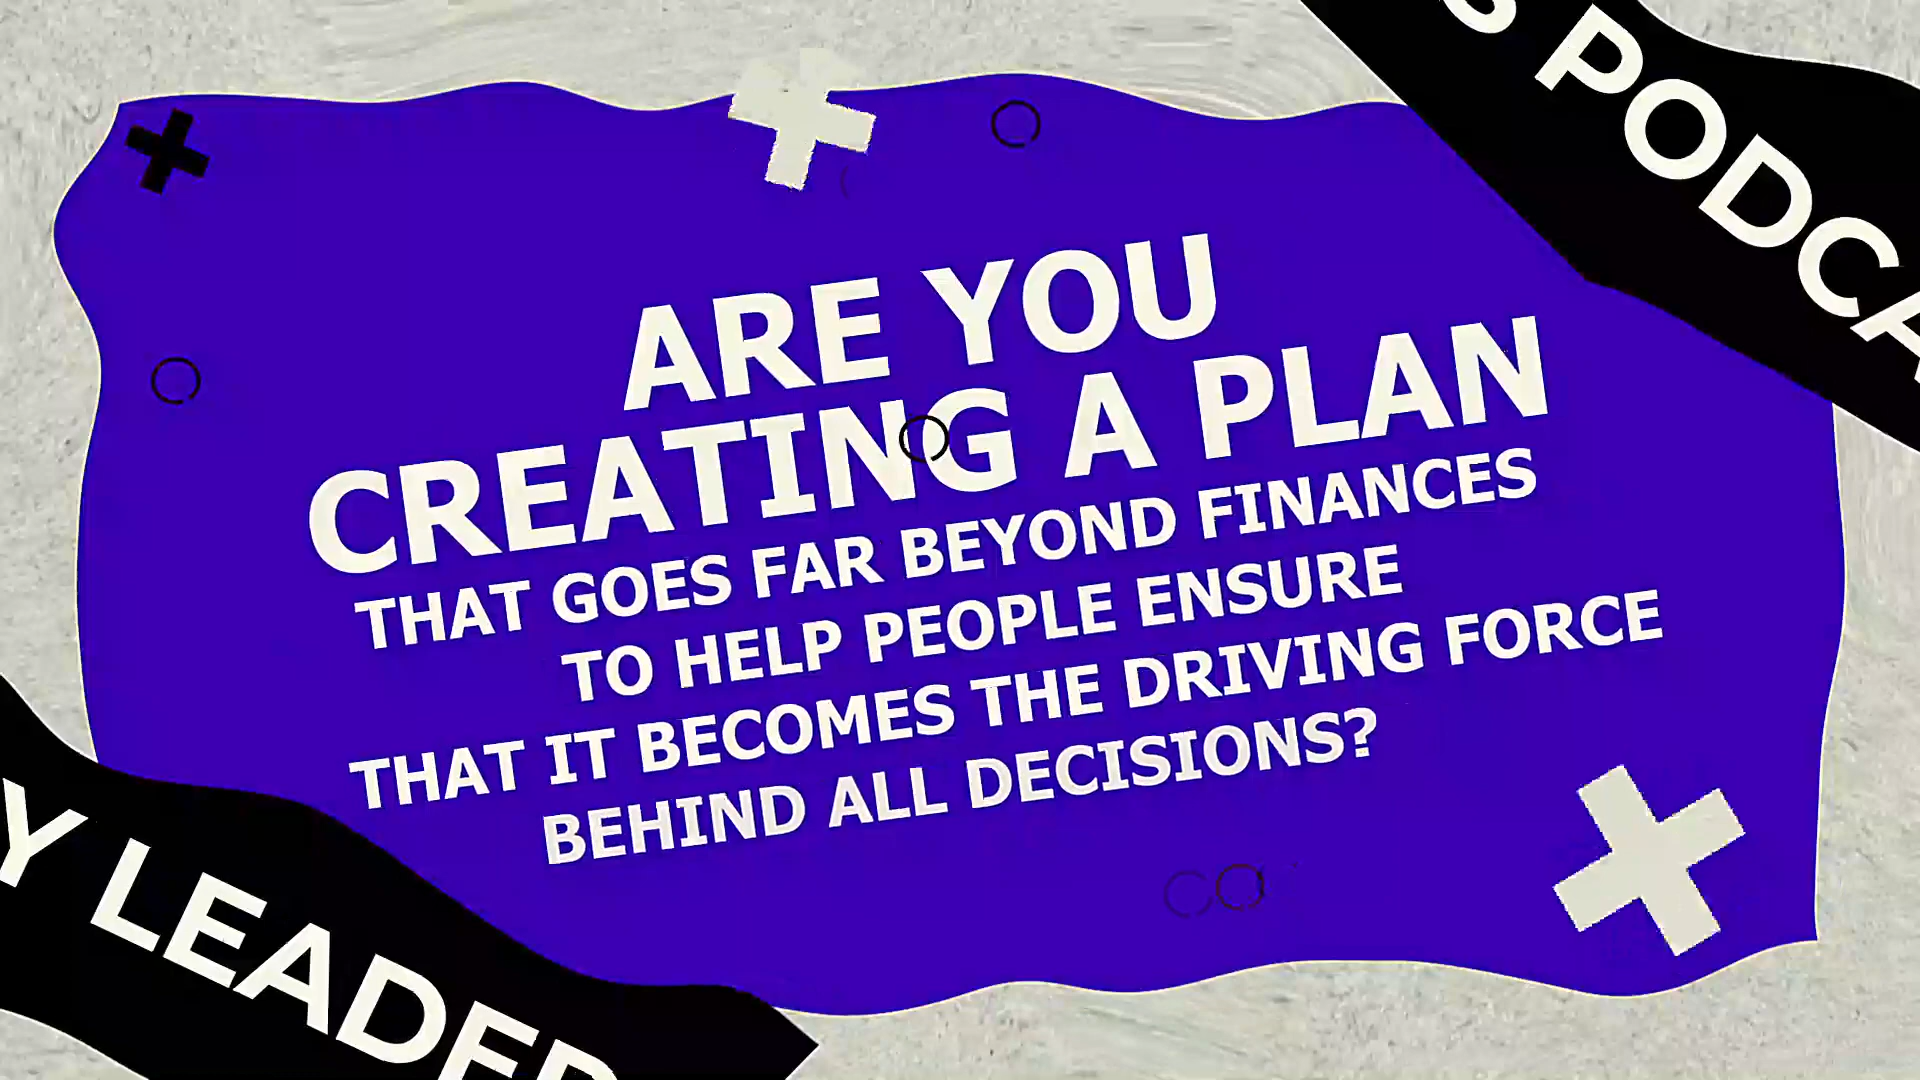 S PODCA
ARE YOU
CREATING A PLAN
THAT GOES FAR BEYOND FINANCES
TO HELP PEOPLE ENSURE
THAT IT BECOMES THE DRIVING FORCE
BEHIND ALL DECISIONS?
Y LEADER